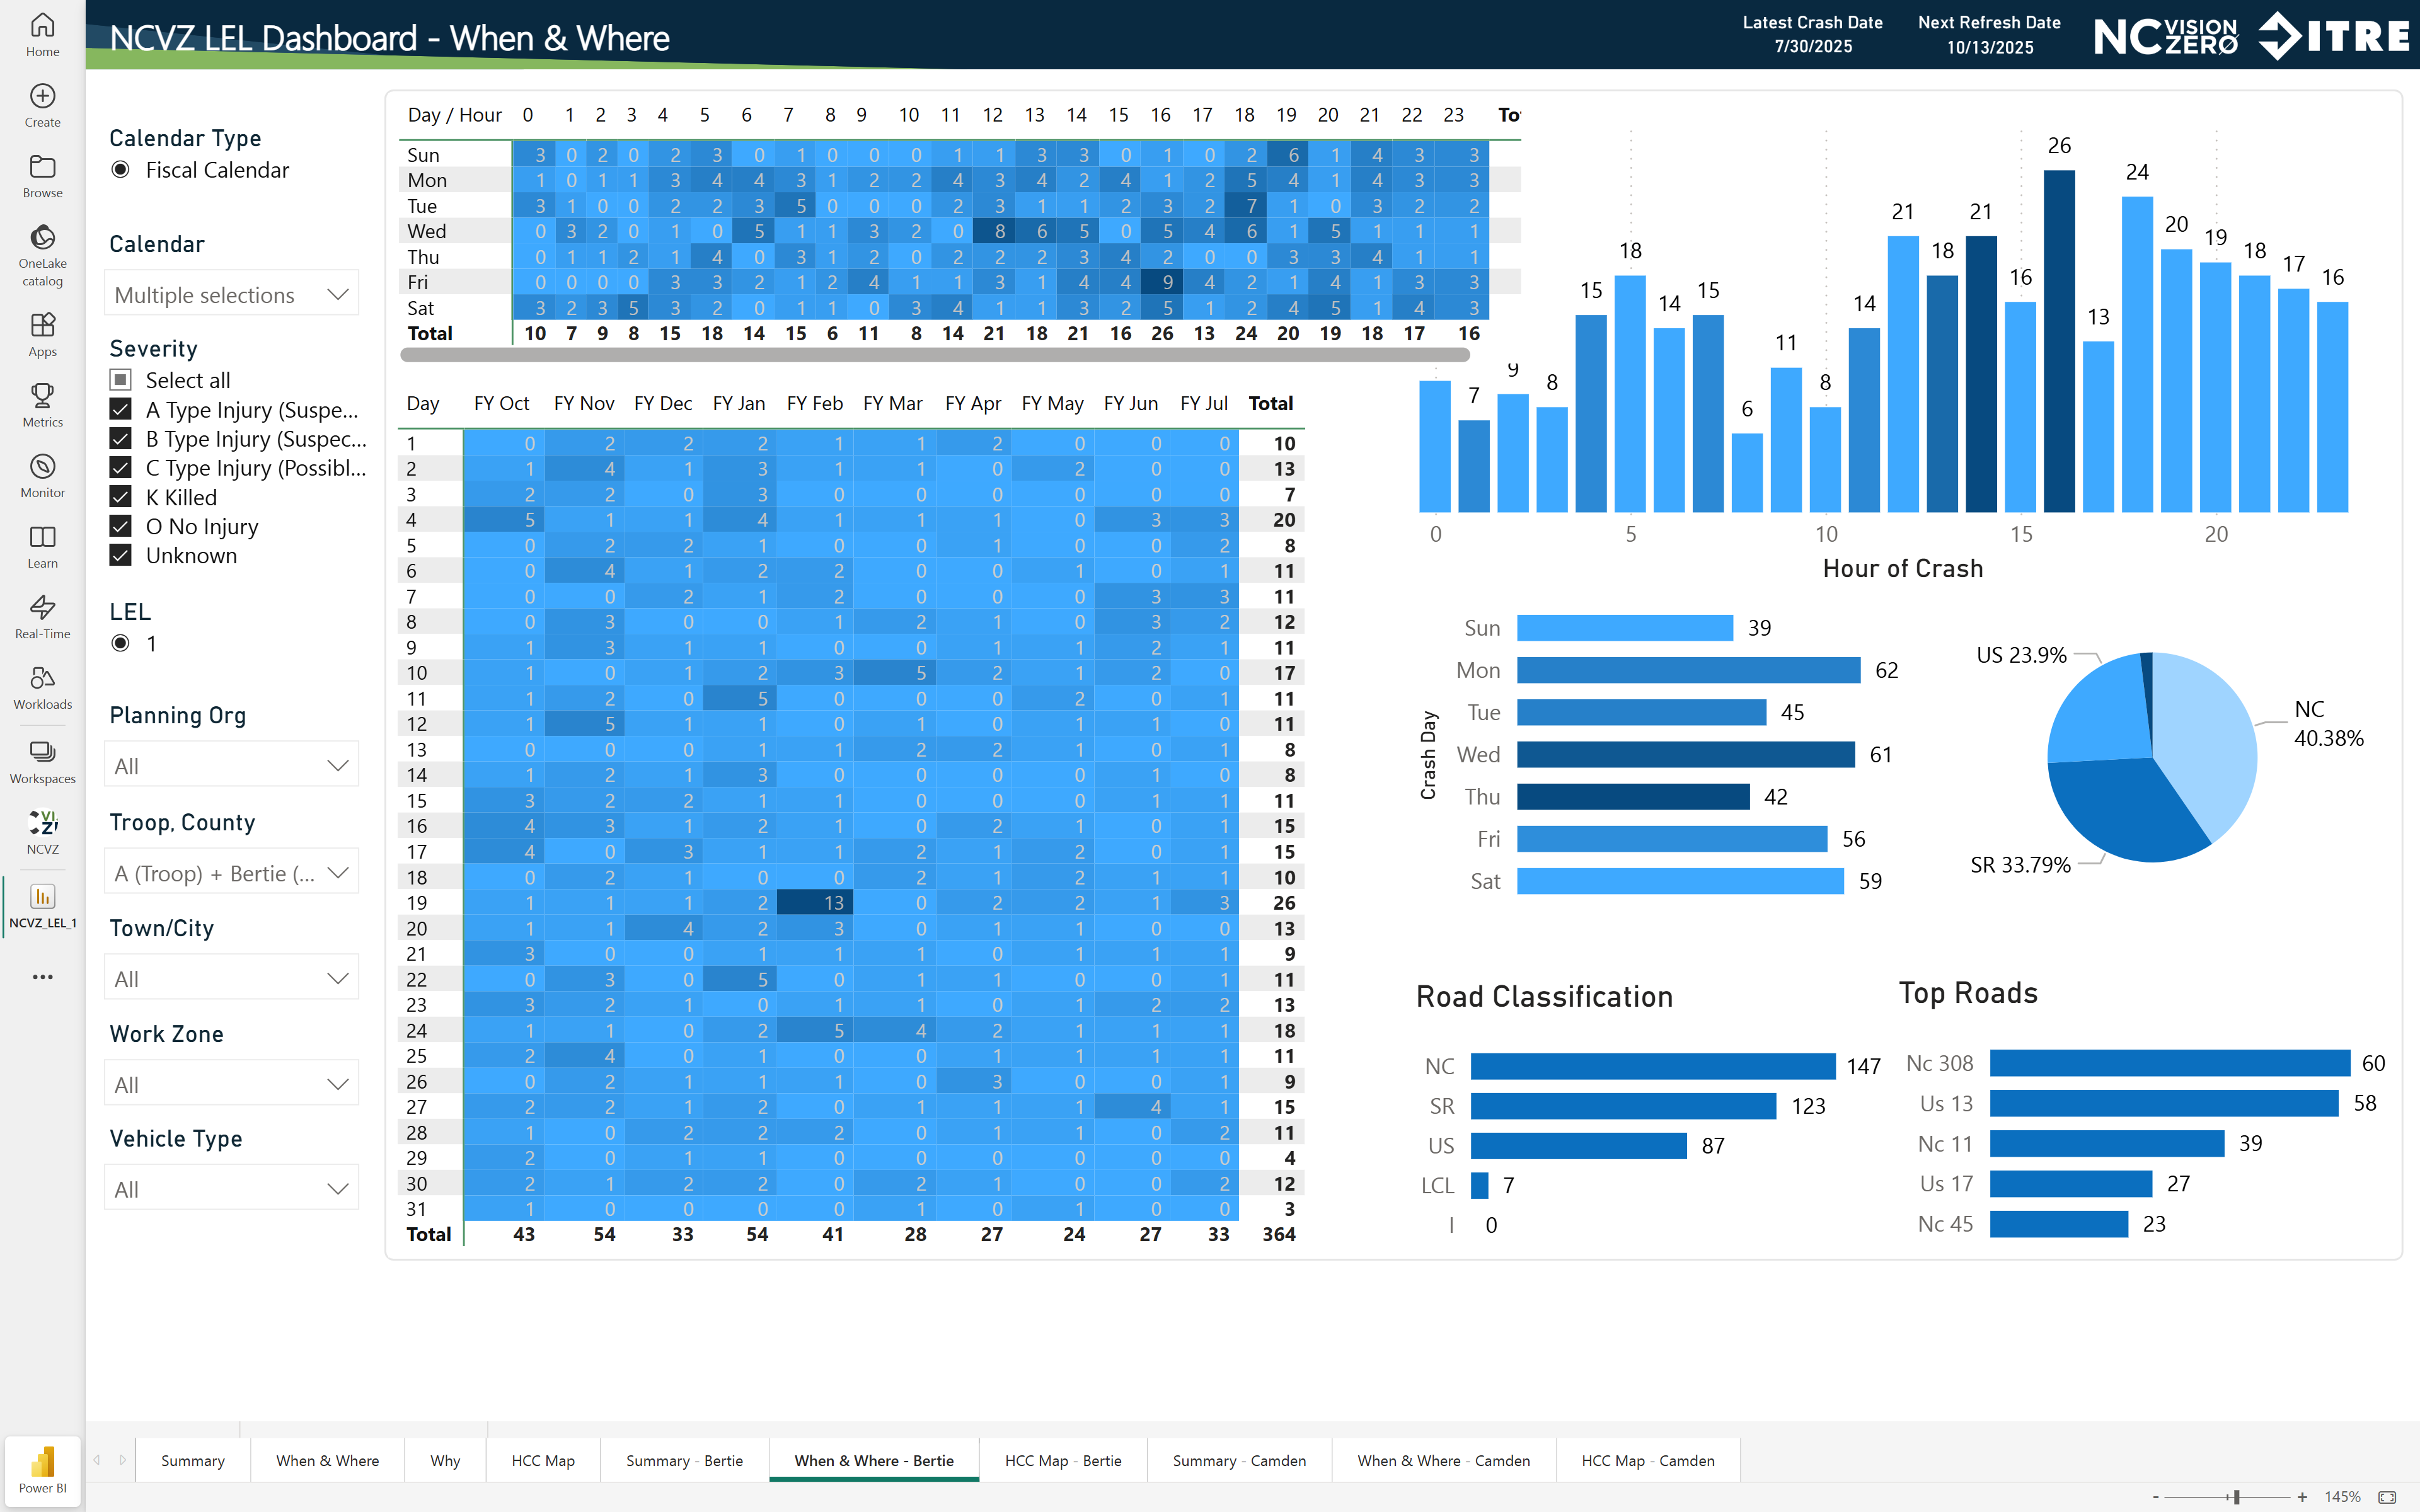 NCVZ LEL Dashboard - When & Where
Latest Crash Date
7/30/2025
Next Refresh Date
10/13/2025
NC VISION ZERO
ITRE
Home
Create
Browse
OneLake catalog
Apps
Metrics
Monitor
Learn
Real-Time
Workloads
Workspaces
NCVZ
NCVZ_LEL_1
Power BI
Calendar Type
Fiscal Calendar
Calendar
Multiple selections
Severity
Select all
A Type Injury (Suspe...
B Type Injury (Suspec...
C Type Injury (Possibl...
K Killed
O No Injury
Unknown
LEL
1
Planning Org
All
Troop, County
A (Troop) + Bertie (...
Town/City
All
Work Zone
All
Vehicle Type
All
Day / Hour 0 1 2 3 4 5 6 7 8 9 10 11 12 13 14 15 16 17 18 19 20 21 22 23 To
Sun 3 0 2 0 2 3 0 1 0 0 0 1 1 3 3 0 1 0 2 6 1 4 3 3
Mon 1 0 1 1 3 4 4 3 1 2 2 4 3 4 2 4 1 2 5 4 1 4 3 3
Tue 3 1 0 0 2 2 3 5 0 0 0 2 3 1 1 2 3 2 7 1 0 3 2 2
Wed 0 3 2 0 1 0 5 1 1 3 2 0 8 6 5 0 5 4 6 1 5 1 1 1
Thu 0 1 1 2 1 4 0 3 1 2 0 2 2 2 3 4 2 0 0 3 3 4 1 1
Fri 0 0 0 0 3 3 2 1 2 4 1 1 3 1 4 4 9 4 2 1 4 1 3 3
Sat 3 2 3 5 3 2 0 1 1 0 3 4 1 1 3 2 5 1 2 4 5 1 4 3
Total 10 7 9 8 15 18 14 15 6 11 8 14 21 18 21 16 26 13 24 20 19 18 17 16
Day FY Oct FY Nov FY Dec FY Jan FY Feb FY Mar FY Apr FY May FY Jun FY Jul Total
1 0 2 2 2 1 1 2 0 0 0 10
2 1 4 1 3 1 1 0 2 0 0 13
3 2 2 0 3 0 0 0 0 0 0 7
4 5 1 1 4 1 1 1 0 3 3 20
5 0 2 2 1 0 0 1 0 0 2 8
6 0 4 1 2 2 0 0 1 0 1 11
7 0 0 2 1 2 0 0 0 3 3 11
8 0 3 0 0 1 2 1 0 3 2 12
9 1 3 1 1 0 0 1 1 2 1 11
10 1 0 1 2 3 5 2 1 2 0 17
11 1 2 0 5 0 0 0 2 0 1 11
12 1 5 1 1 0 1 0 1 1 0 11
13 0 0 0 1 1 2 2 1 0 1 8
14 1 2 1 3 0 0 0 0 1 0 8
15 3 2 2 1 1 0 0 0 1 1 11
16 4 3 1 2 1 0 2 1 0 1 15
17 4 0 3 1 1 2 1 2 0 1 15
18 0 2 1 0 0 2 1 2 1 1 10
19 1 1 1 2 13 0 2 2 1 3 26
20 1 1 4 2 3 0 1 1 0 0 13
21 3 0 0 1 1 1 0 1 1 1 9
22 0 3 0 5 0 1 1 0 0 1 11
23 3 2 1 0 1 1 0 1 2 2 13
24 1 1 0 2 5 4 2 1 1 1 18
25 2 4 0 1 0 0 1 1 1 1 11
26 0 2 1 1 1 0 3 0 0 1 9
27 2 2 1 2 0 1 1 1 4 1 15
28 1 0 2 2 2 0 1 1 0 2 11
29 2 0 1 1 0 0 0 0 0 0 4
30 2 1 2 2 0 2 1 0 0 2 12
31 1 0 0 0 0 1 0 1 0 0 3
Total 43 54 33 54 41 28 27 24 27 33 364
7 9 8 15 18 14 15 6 11 8 14 21 18 21 16 26 13 24 20 19 18 17 16
0 5 10 15 20
Hour of Crash
Crash Day
Sun 39
Mon 62
Tue 45
Wed 61
Thu 42
Fri 56
Sat 59
US 23.9%
NC
40.38%
SR 33.79%
Road Classification
NC 147
SR 123
US 87
LCL 7
I 0
Top Roads
Nc 308 60
Us 13 58
Nc 11 39
Us 17 27
Nc 45 23
Summary
When & Where
Why
HCC Map
Summary - Bertie
When & Where - Bertie
HCC Map - Bertie
Summary - Camden
When & Where - Camden
HCC Map - Camden
- + 145%